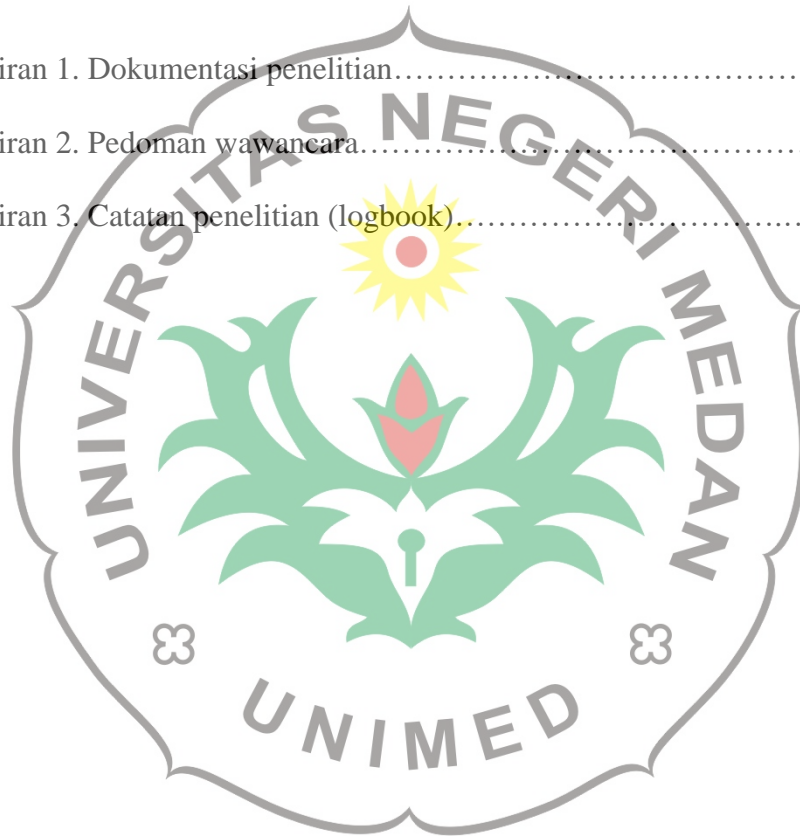 iran 1. Dokumentasi penelitian……………………………….
iran 2. Pedoman wawancara………………………………….
iran 3. Catatan penelitian (logbook)………………………….
UNIVERSITAS NEGERI MEDAN
UNIMED